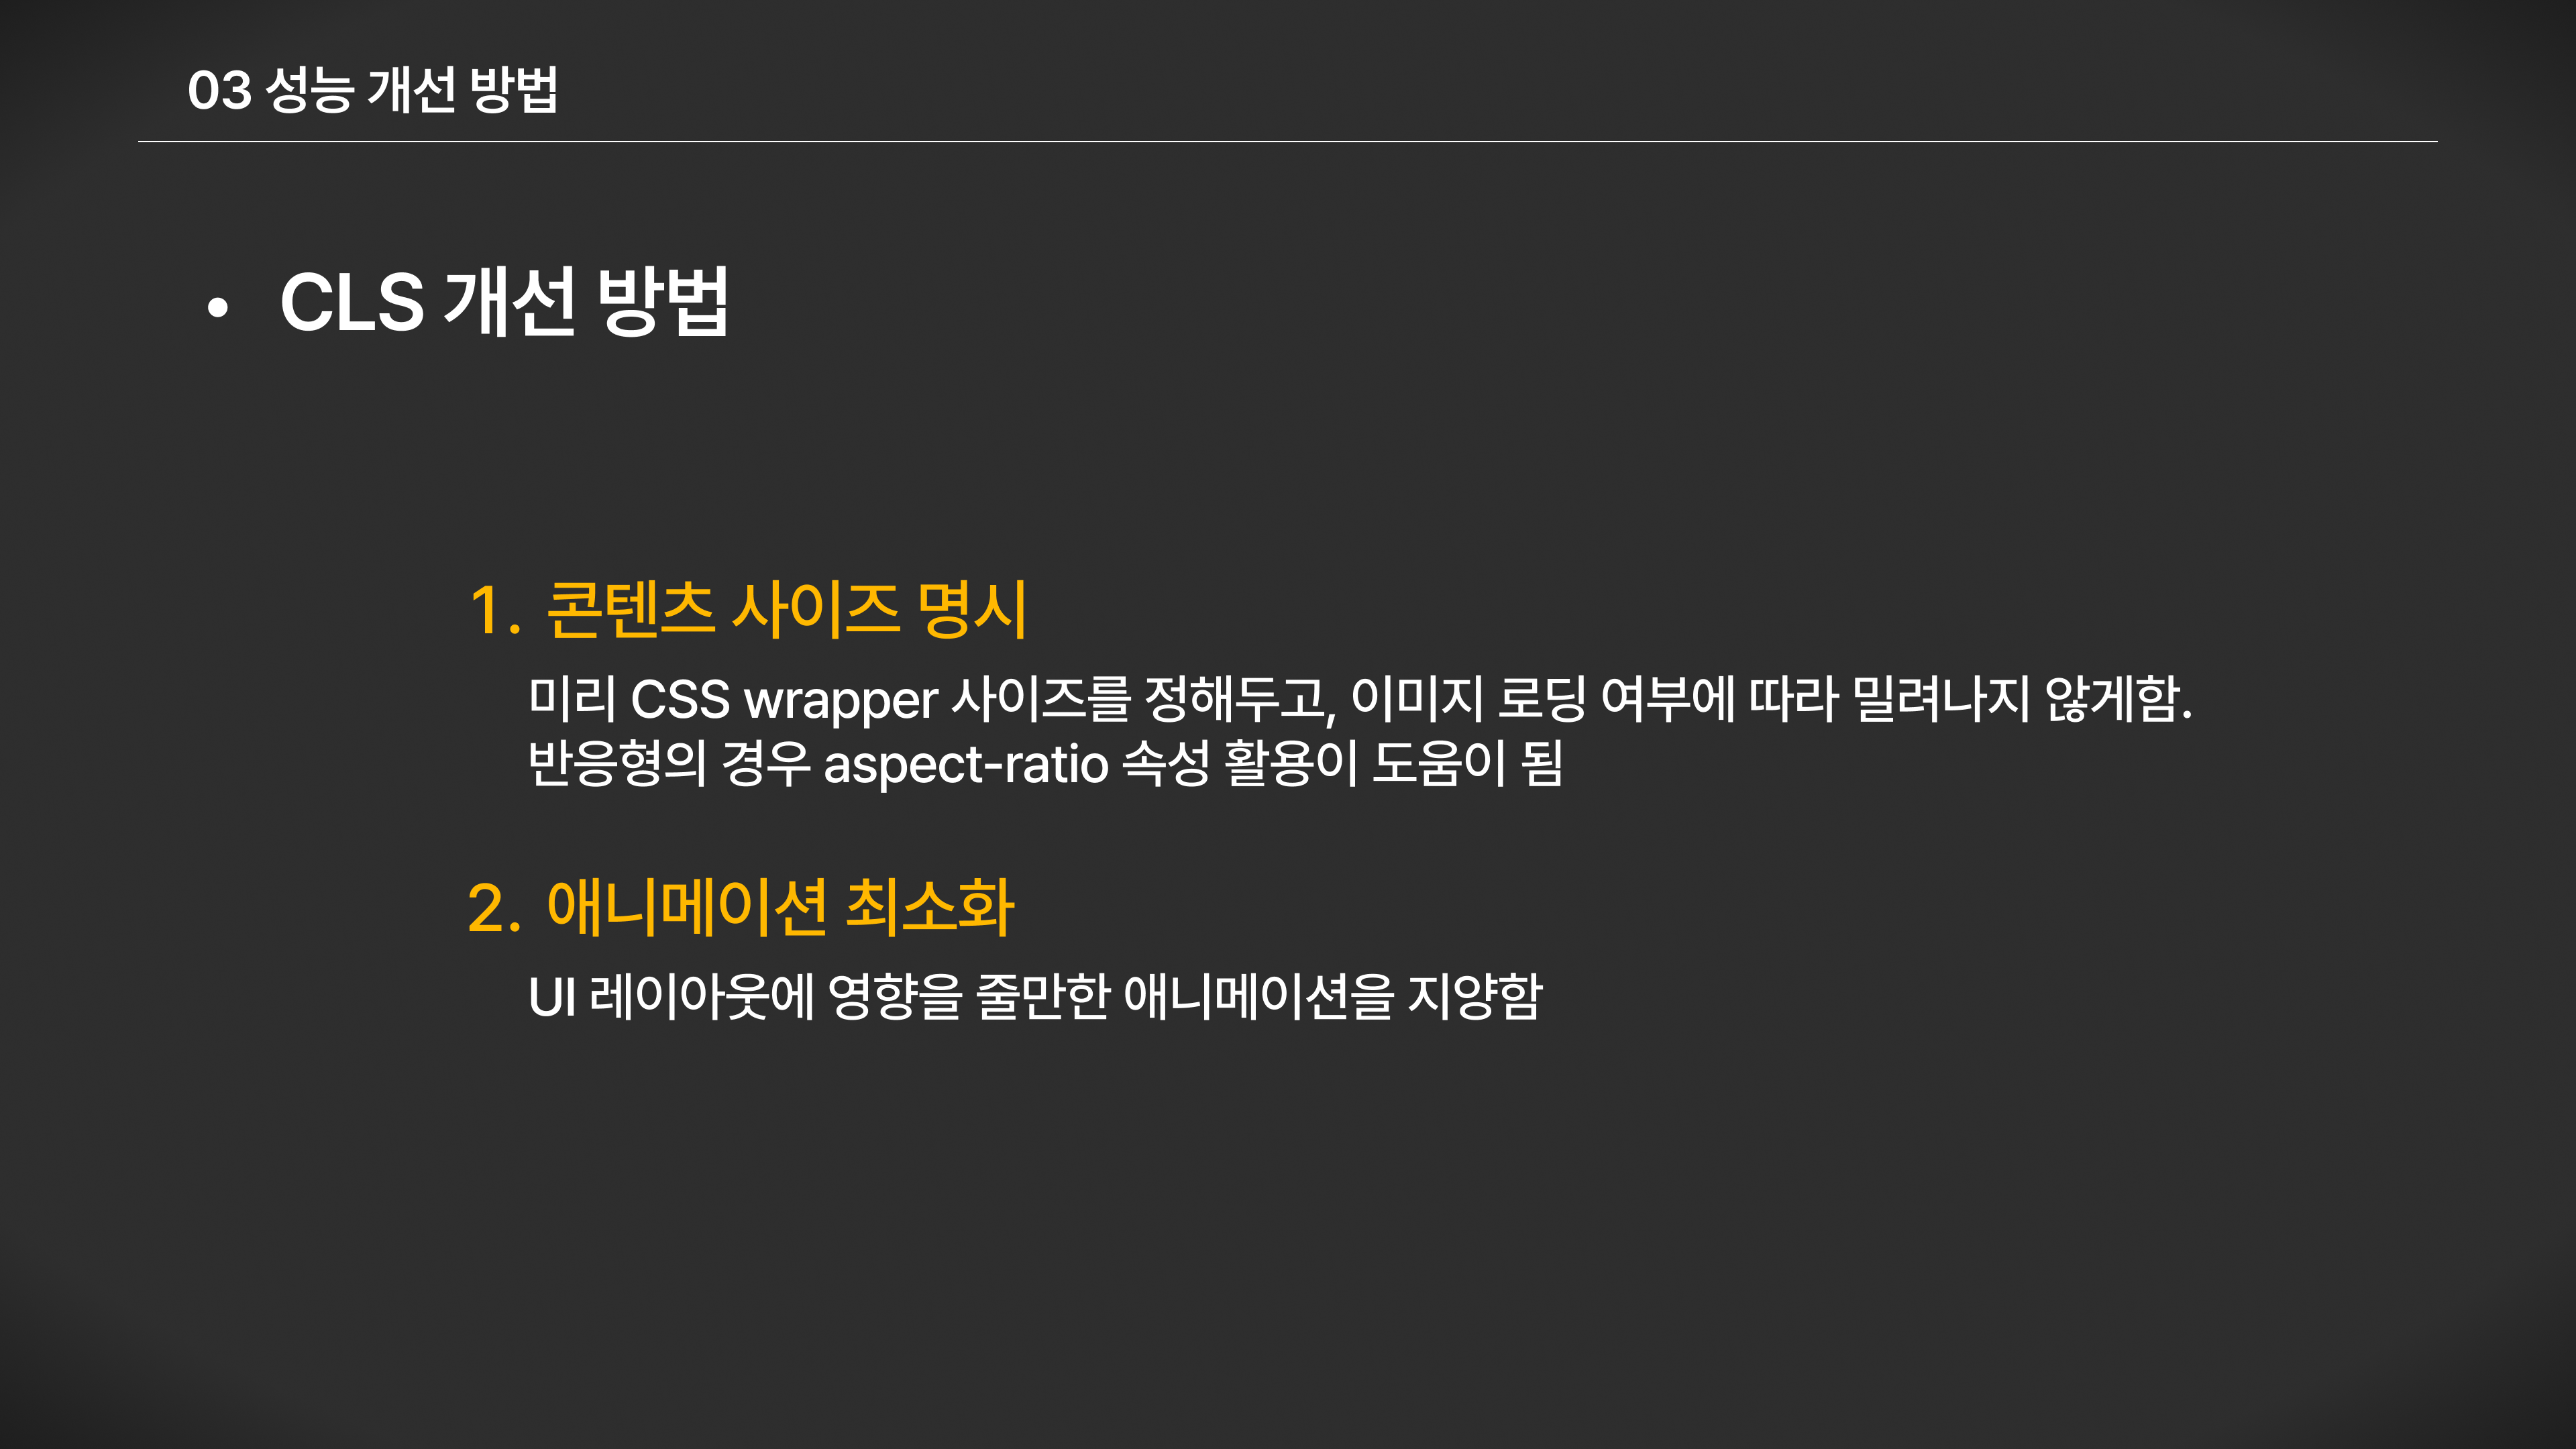 03 성능 개선 방법
• CLS 개선 방법
1. 콘텐츠 사이즈 명시
미리 CSS wrapper 사이즈를 정해두고, 이미지 로딩 여부에 따라 밀려나지 않게함.
반응형의 경우 aspect-ratio 속성 활용이 도움이 됨
2. 애니메이션 최소화
UI 레이아웃에 영향을 줄만한 애니메이션을 지양함